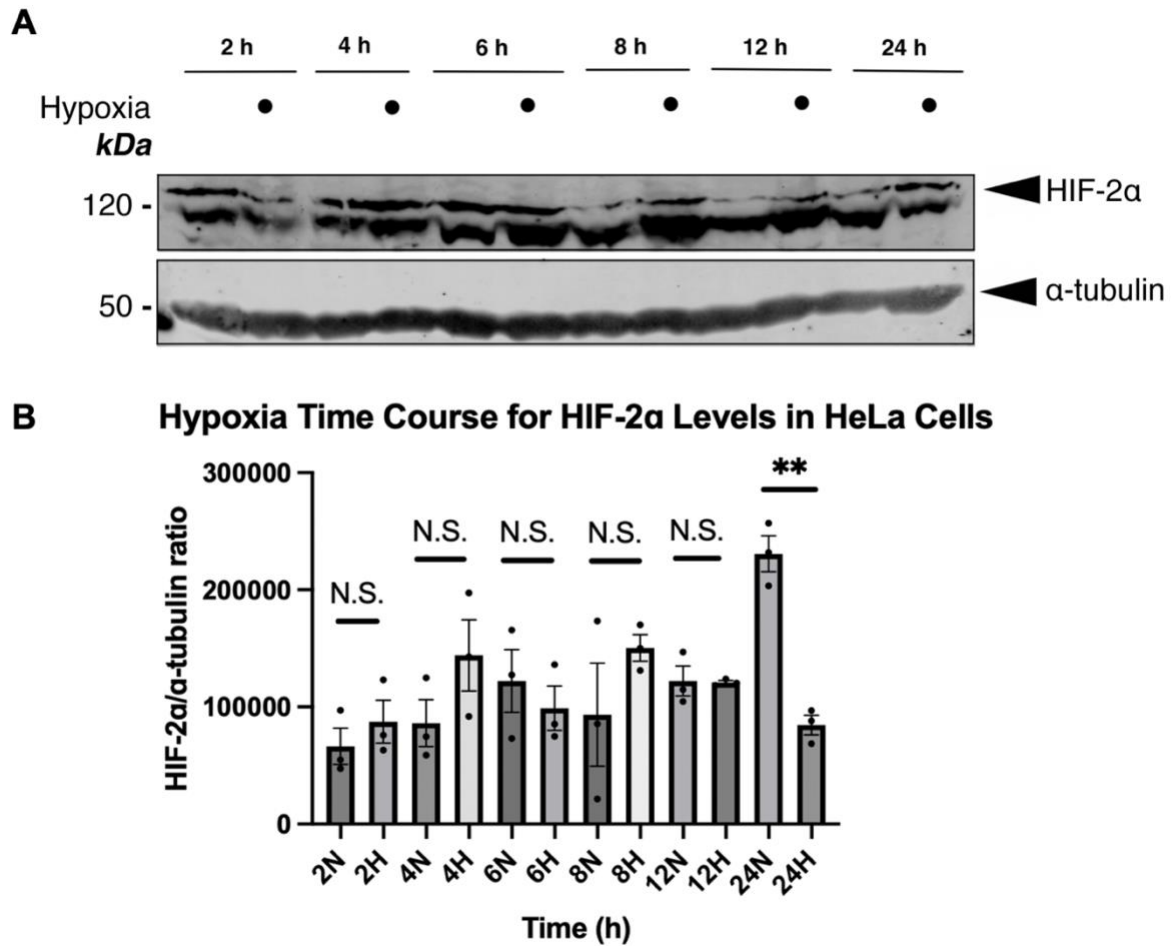 A
2 h 4 h 6 h 8 h 12 h 24 h
Hypoxia
kDa
120 -
HIF-2α
50 -
α-tubulin
B
Hypoxia Time Course for HIF-2α Levels in HeLa Cells
**
300000
N.S. N.S. N.S. N.S.
200000
N.S.
100000
0
HIF-2α/α-tubulin ratio
2N 2H 4N 4H 6N 6H 8N 8H 12N 12H 24N 24H
Time (h)